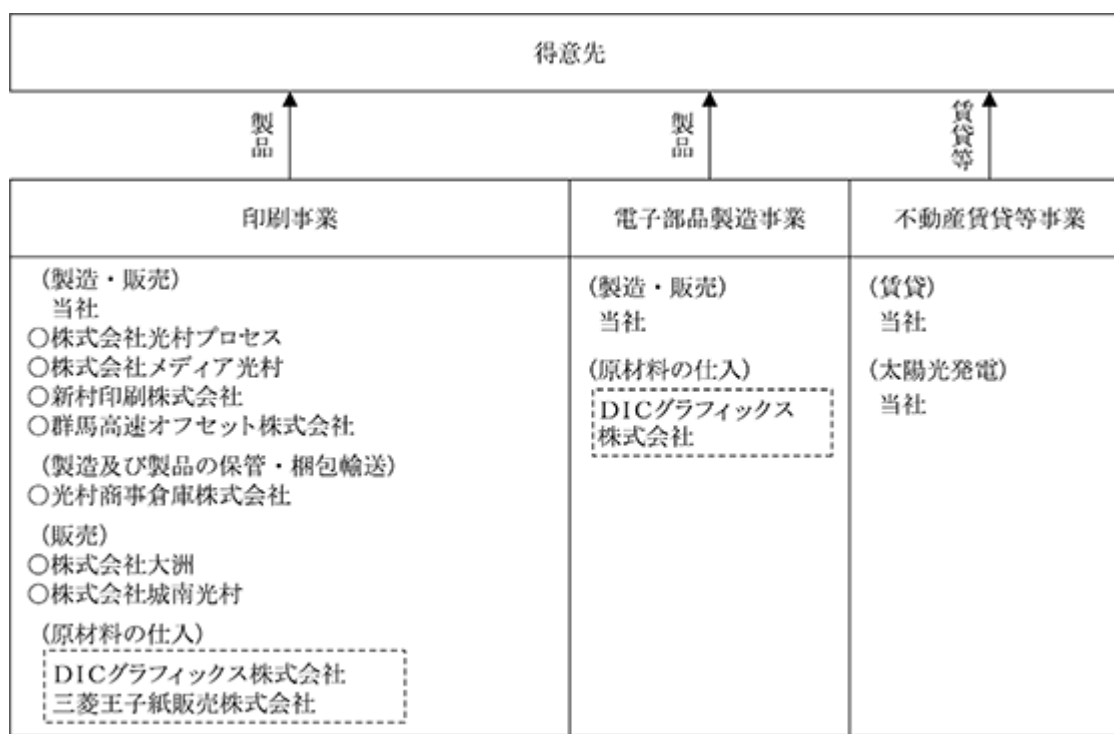 得意先
製品
製品
賃貸等
印刷事業
(製造・販売)
当社
○株式会社光村プロセス
○株式会社メディア光村
○新村印刷株式会社
○群馬高速オフセット株式会社
(製造及び製品の保管・梱包輸送)
○光村商事倉庫株式会社
(販売)
○株式会社大洲
○株式会社城南光村
(原材料の仕入)
DICグラフィックス株式会社
三菱王子紙販売株式会社
電子部品製造事業
(製造・販売)
当社
(原材料の仕入)
DICグラフィックス
株式会社
不動産賃貸等事業
(賃貸)
当社
(太陽光発電)
当社